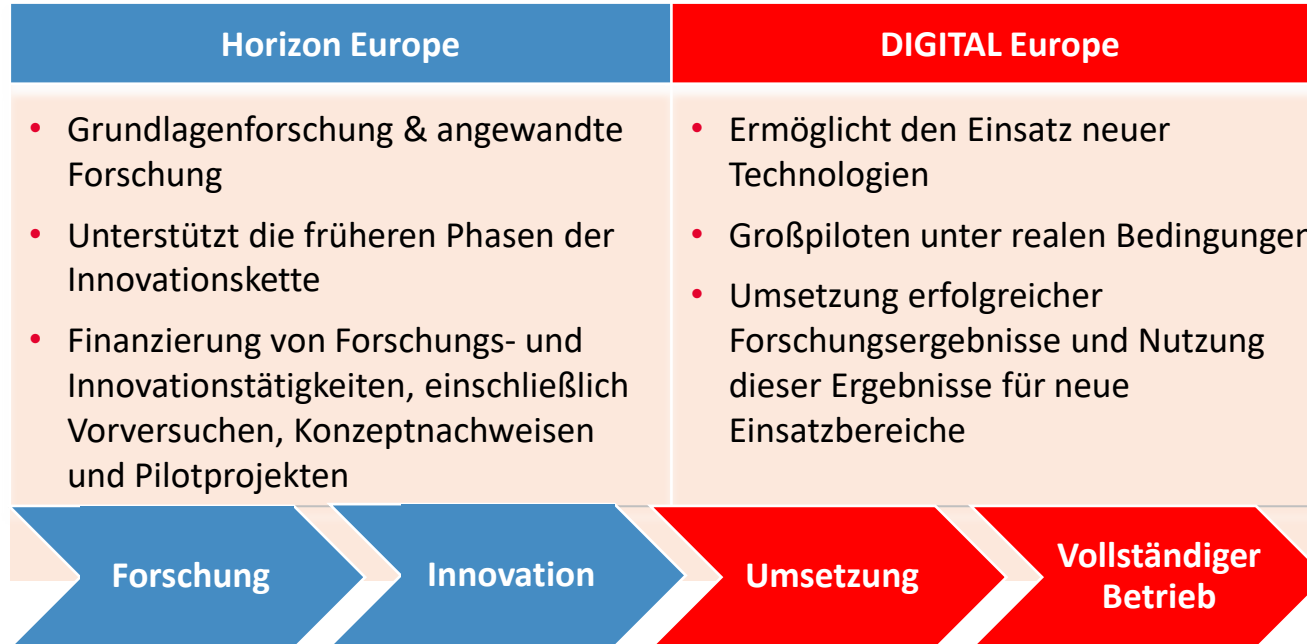 Horizon Europe
DIGITAL Europe
• Grundlagenforschung & angewandte
Forschung
• Unterstützt die früheren Phasen der
Innovationskette
• Finanzierung von Forschungs- und
Innovationstätigkeiten, einschließlich
Vorversuchen, Konzeptnachweisen
und Pilotprojekten
• Ermöglicht den Einsatz neuer
Technologien
• Großpiloten unter realen Bedingungen
• Umsetzung erfolgreicher
Forschungsergebnisse und Nutzung
dieser Ergebnisse für neue
Einsatzbereiche
Forschung
Innovation
Umsetzung
Vollständiger
Betrieb